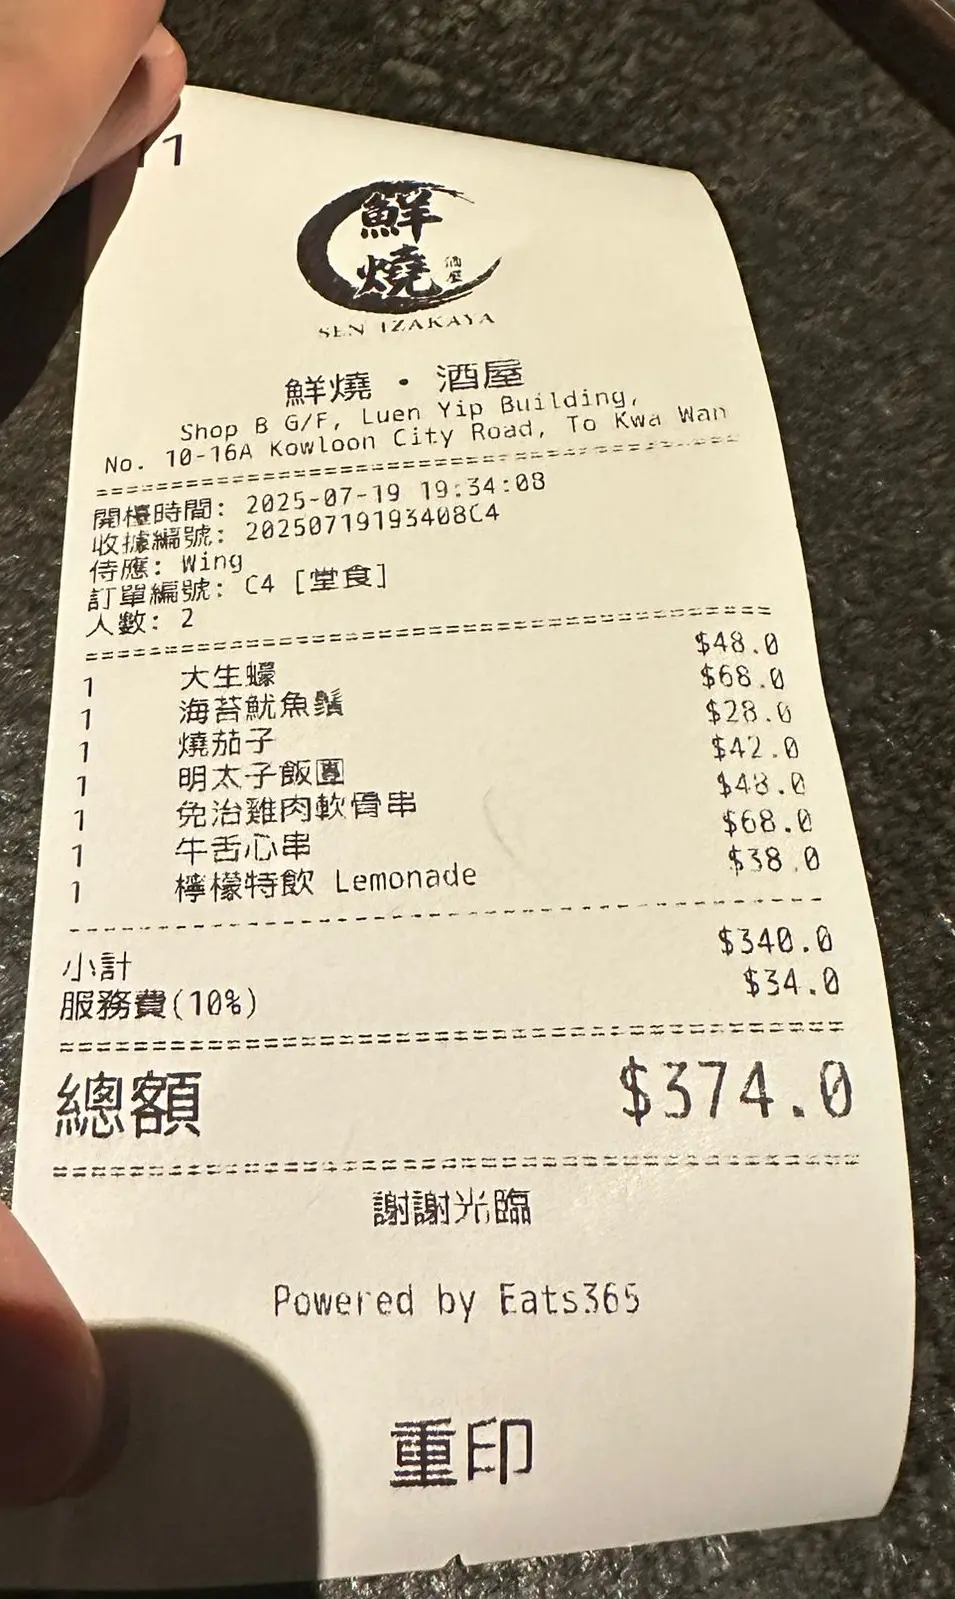 11
鮮
燒 酒屋
SEN IZAKAYA
鮮燒·酒屋
Shop B G/F, Luen Yip Building,
No. 10-16A Kowloon City Road, To Kwa Wan
開檯時間: 2025-07-19 19:34:08
收據編號: 20250719193408C4
侍應: Wing
訂單編號: C4 [堂食]
人數: 2
1 大生蠔 $48.0
1 海苔魷魚鬚 $68.0
1 燒茄子 $28.0
1 明太子飯團 $42.0
1 免治雞肉軟骨串 $48.0
1 牛舌心串 $68.0
1 檸檬特飲 Lemonade $38.0
小計 $340.0
服務費(10%) $34.0
總額 $374.0
謝謝光臨
Powered by Eats365
重印